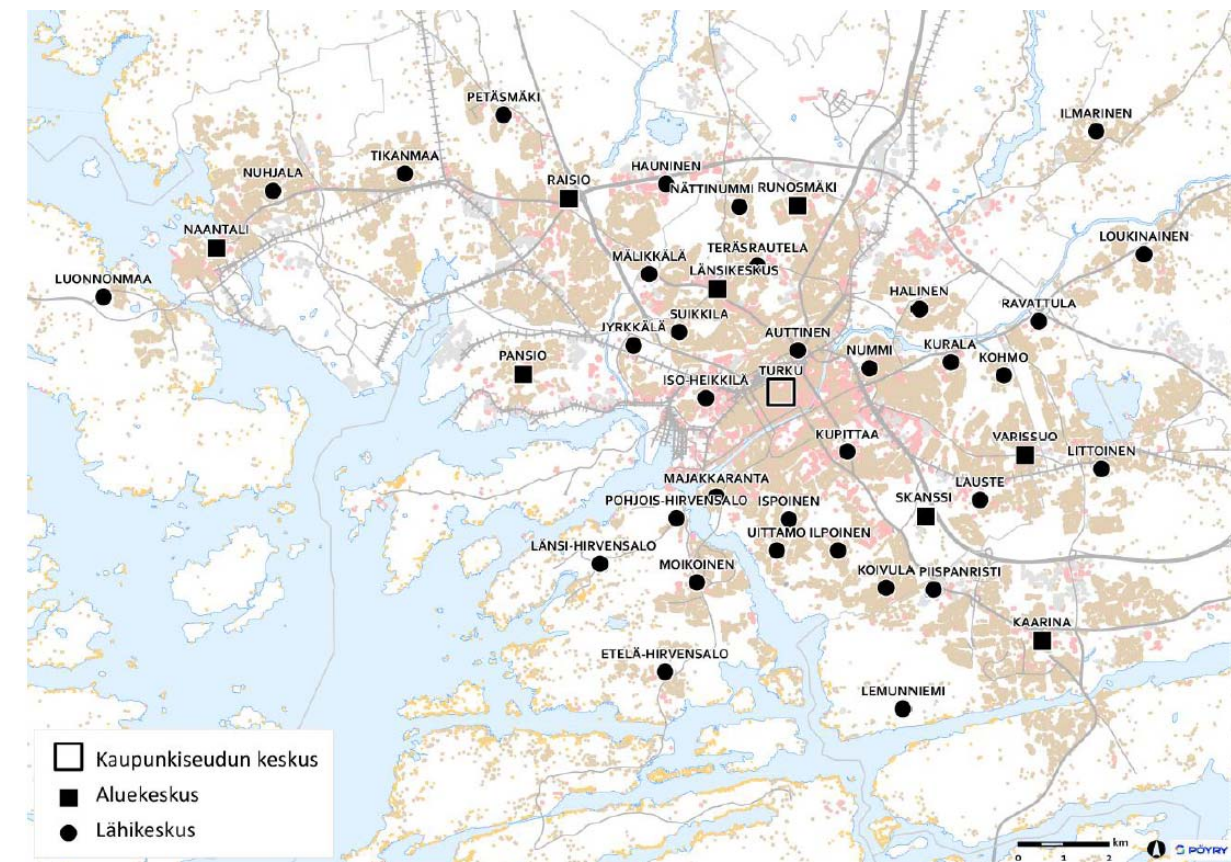 PETÄSMÄKI
ILMARINEN
TIKANMAA
HAUNINEN
NUHJALA
RAISIO
NÄTTINUMMI RUNOSMÄKI
NAANTALI
LOUKINAINEN
TERÄSRAUTELA
MÄLIKKÄLÄ
LÄNSIKESKUS
LUONNONMAA
HALINEN
RAVATTULA
SUIKKILA
JYRKKÄLÄ
AUTTINEN
PANSIO
NUMMI
KURALA
KOHMO
TURKU
ISO-HEIKKILÄ
KUPITTAA
VARISSUO
LITTOINEN
MAJAKKARANTA
LAUSTE
POHJOIS-HIRVENSALO
ISPOINEN
SKANSSI
UITTAMO ILPOINEN
LÄNSI-HIRVENSALO
MOIKOINEN
KOIVULA
PIISPANRISTI
KAARINA
ETELÄ-HIRVENSALO
LEMUNNIEMI
Kaupunkiseudun keskus
Aluekeskus
Lähikeskus
km
0 1 2
PÖYRY